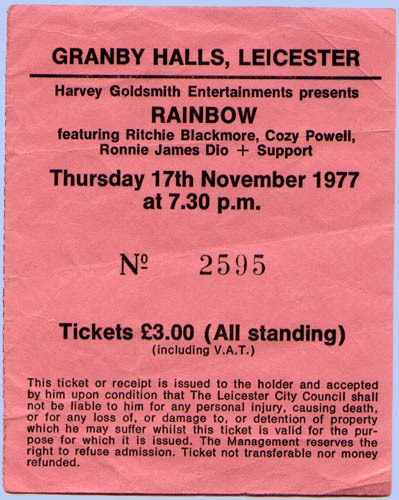 GRANBY HALLS, LEICESTER
Harvey Goldsmith Entertainments presents
RAINBOW
featuring Ritchie Blackmore, Cozy Powell,
Ronnie James Dio + Support
Thursday 17th November 1977
at 7.30 p.m.
Nº 2595
Tickets £3.00 (All standing)
(including V.A.T.)
This ticket or receipt is issued to the holder and accepted
by him upon condition that The Leicester City Council shall
not be liable to him for any personal injury, causing death,
or for any loss of, or damage to, or detention of property
which he may suffer whilst this ticket is valid for the pur-
pose for which it is issued. The Management reserves the
right to refuse admission. Ticket not transferable nor money
refunded.